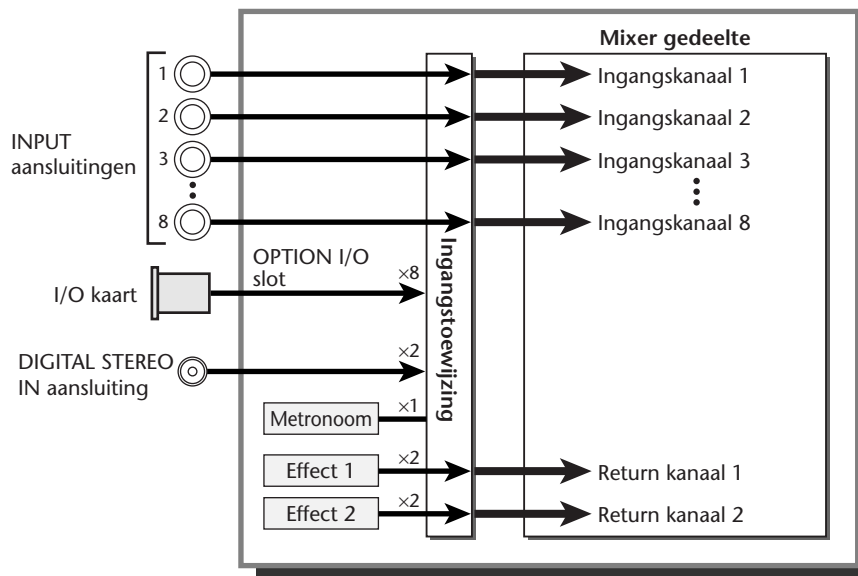 Mixer gedeelte
1
Ingangskanaal 1
2
Ingangskanaal 2
INPUT
aansluitingen
3
Ingangskanaal 3
8
Ingangskanaal 8
Ingangstoewijzing
OPTION I/O
slot
×8
I/O kaart
DIGITAL STEREO
IN aansluiting
×2
Metronoom
×1
Effect 1
×2
Return kanaal 1
Effect 2
×2
Return kanaal 2